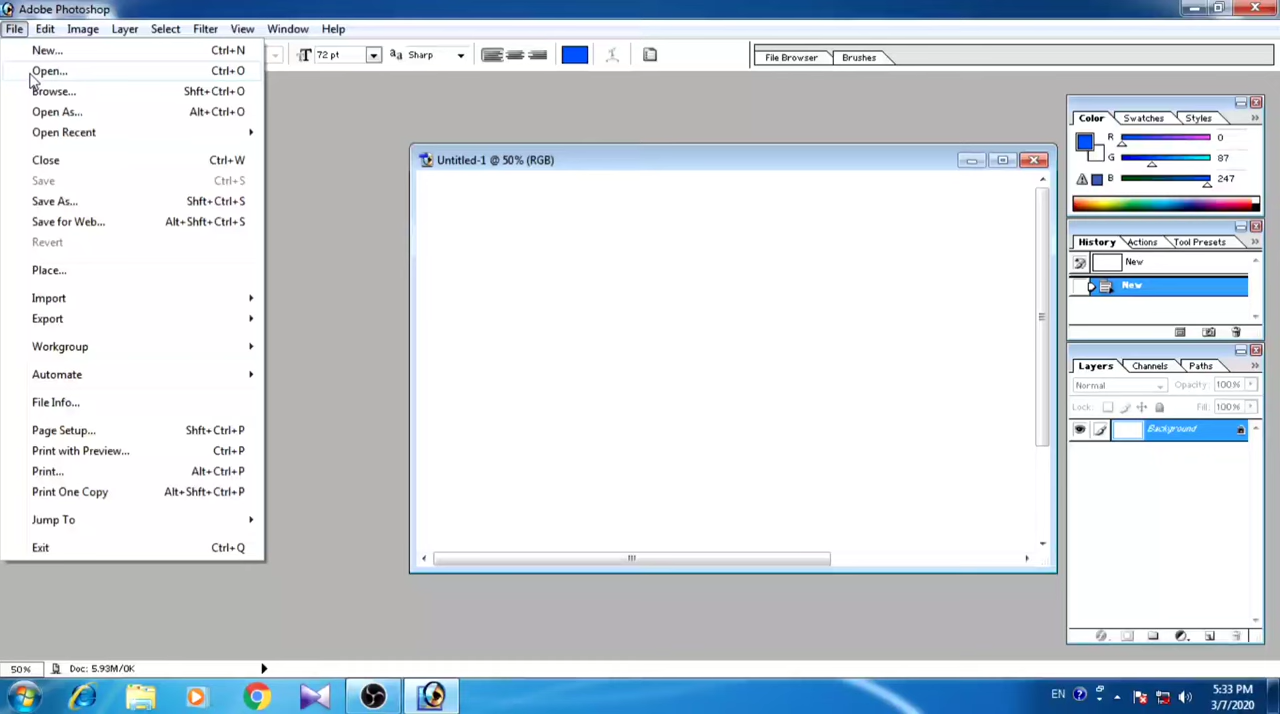 Adobe Photoshop
File Edit Image Layer Select Filter View Window Help
New... Ctrl+N
Open... Ctrl+O
Browse... Shft+Ctrl+O
Open As... Alt+Ctrl+O
Open Recent
Close Ctrl+W
Save Ctrl+S
Save As... Shft+Ctrl+S
Save for Web... Alt+Shft+Ctrl+S
Revert
Place...
Import
Export
Workgroup
Automate
File Info...
Page Setup... Shft+Ctrl+P
Print with Preview... Ctrl+P
Print... Alt+Ctrl+P
Print One Copy Alt+Shft+Ctrl+P
Jump To
Exit Ctrl+Q
T 72 pt aa Sharp
File Browser Brushes
Untitled-1 @ 50% (RGB)
Color Swatches Styles
R 0
G 87
B 247
History Actions Tool Presets
New
New
Layers Channels Paths
Normal Opacity: 100%
Lock: Fill: 100%
Background
50% Doc: 5.93M/0K
EN 5:33 PM
3/7/2020